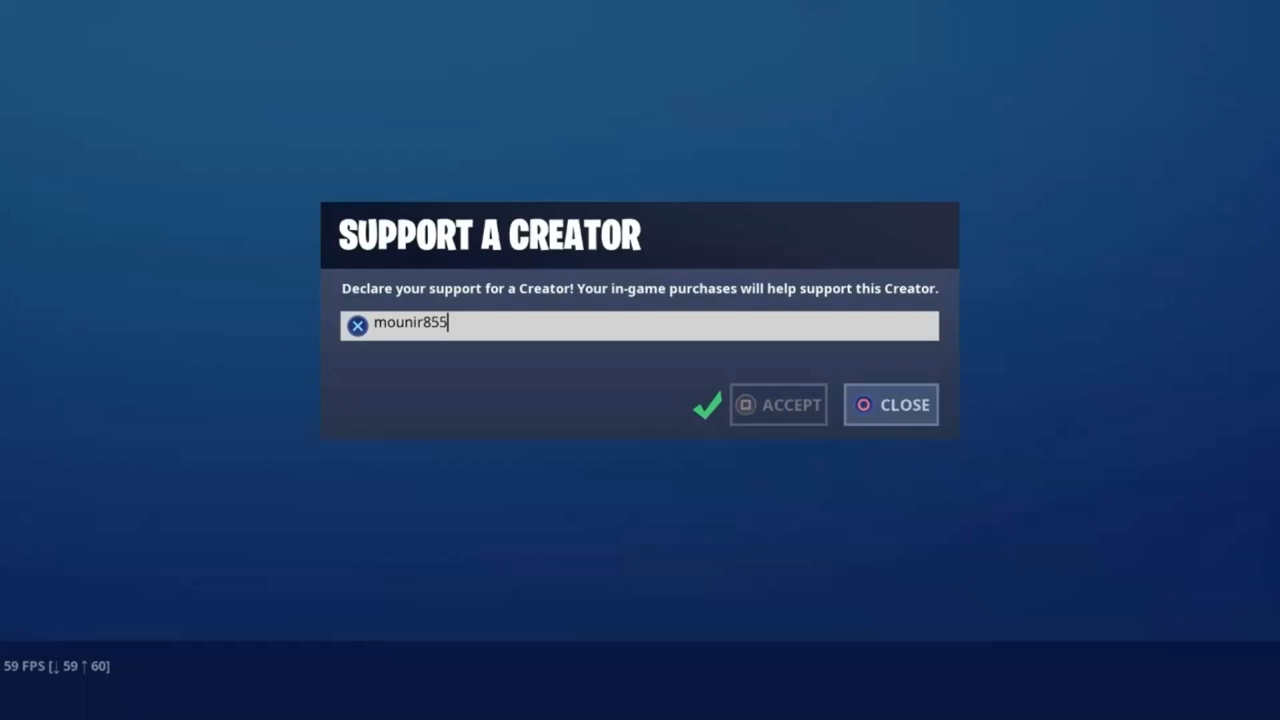 SUPPORT A CREATOR
Declare your support for a Creator! Your in-game purchases will help support this Creator.
mounir855
ACCEPT
CLOSE
59 FPS [↓ 59 ↑ 60]